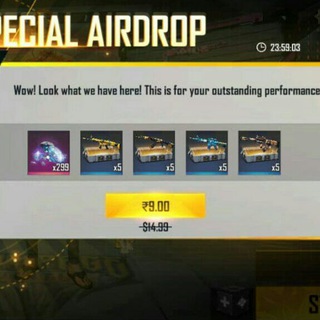 PECIAL AIRDROP
23:59:03
Wow! Look what we have here! This is for your outstanding performance
x299 x5 x5 x5 x5
₹9.00
$14.99
S